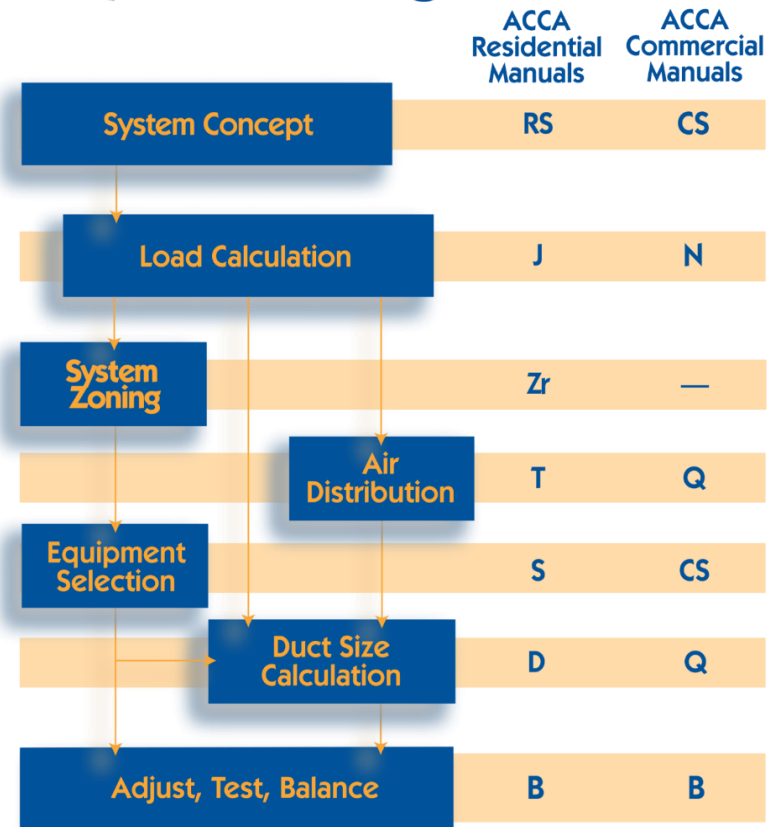 ACCA
Residential
Manuals
ACCA
Commercial
Manuals
System Concept
RS
CS
Load Calculation
J
N
System
Zoning
Zr
—
Air
Distribution
T
Q
Equipment
Selection
S
CS
Duct Size
Calculation
D
Q
Adjust, Test, Balance
B
B